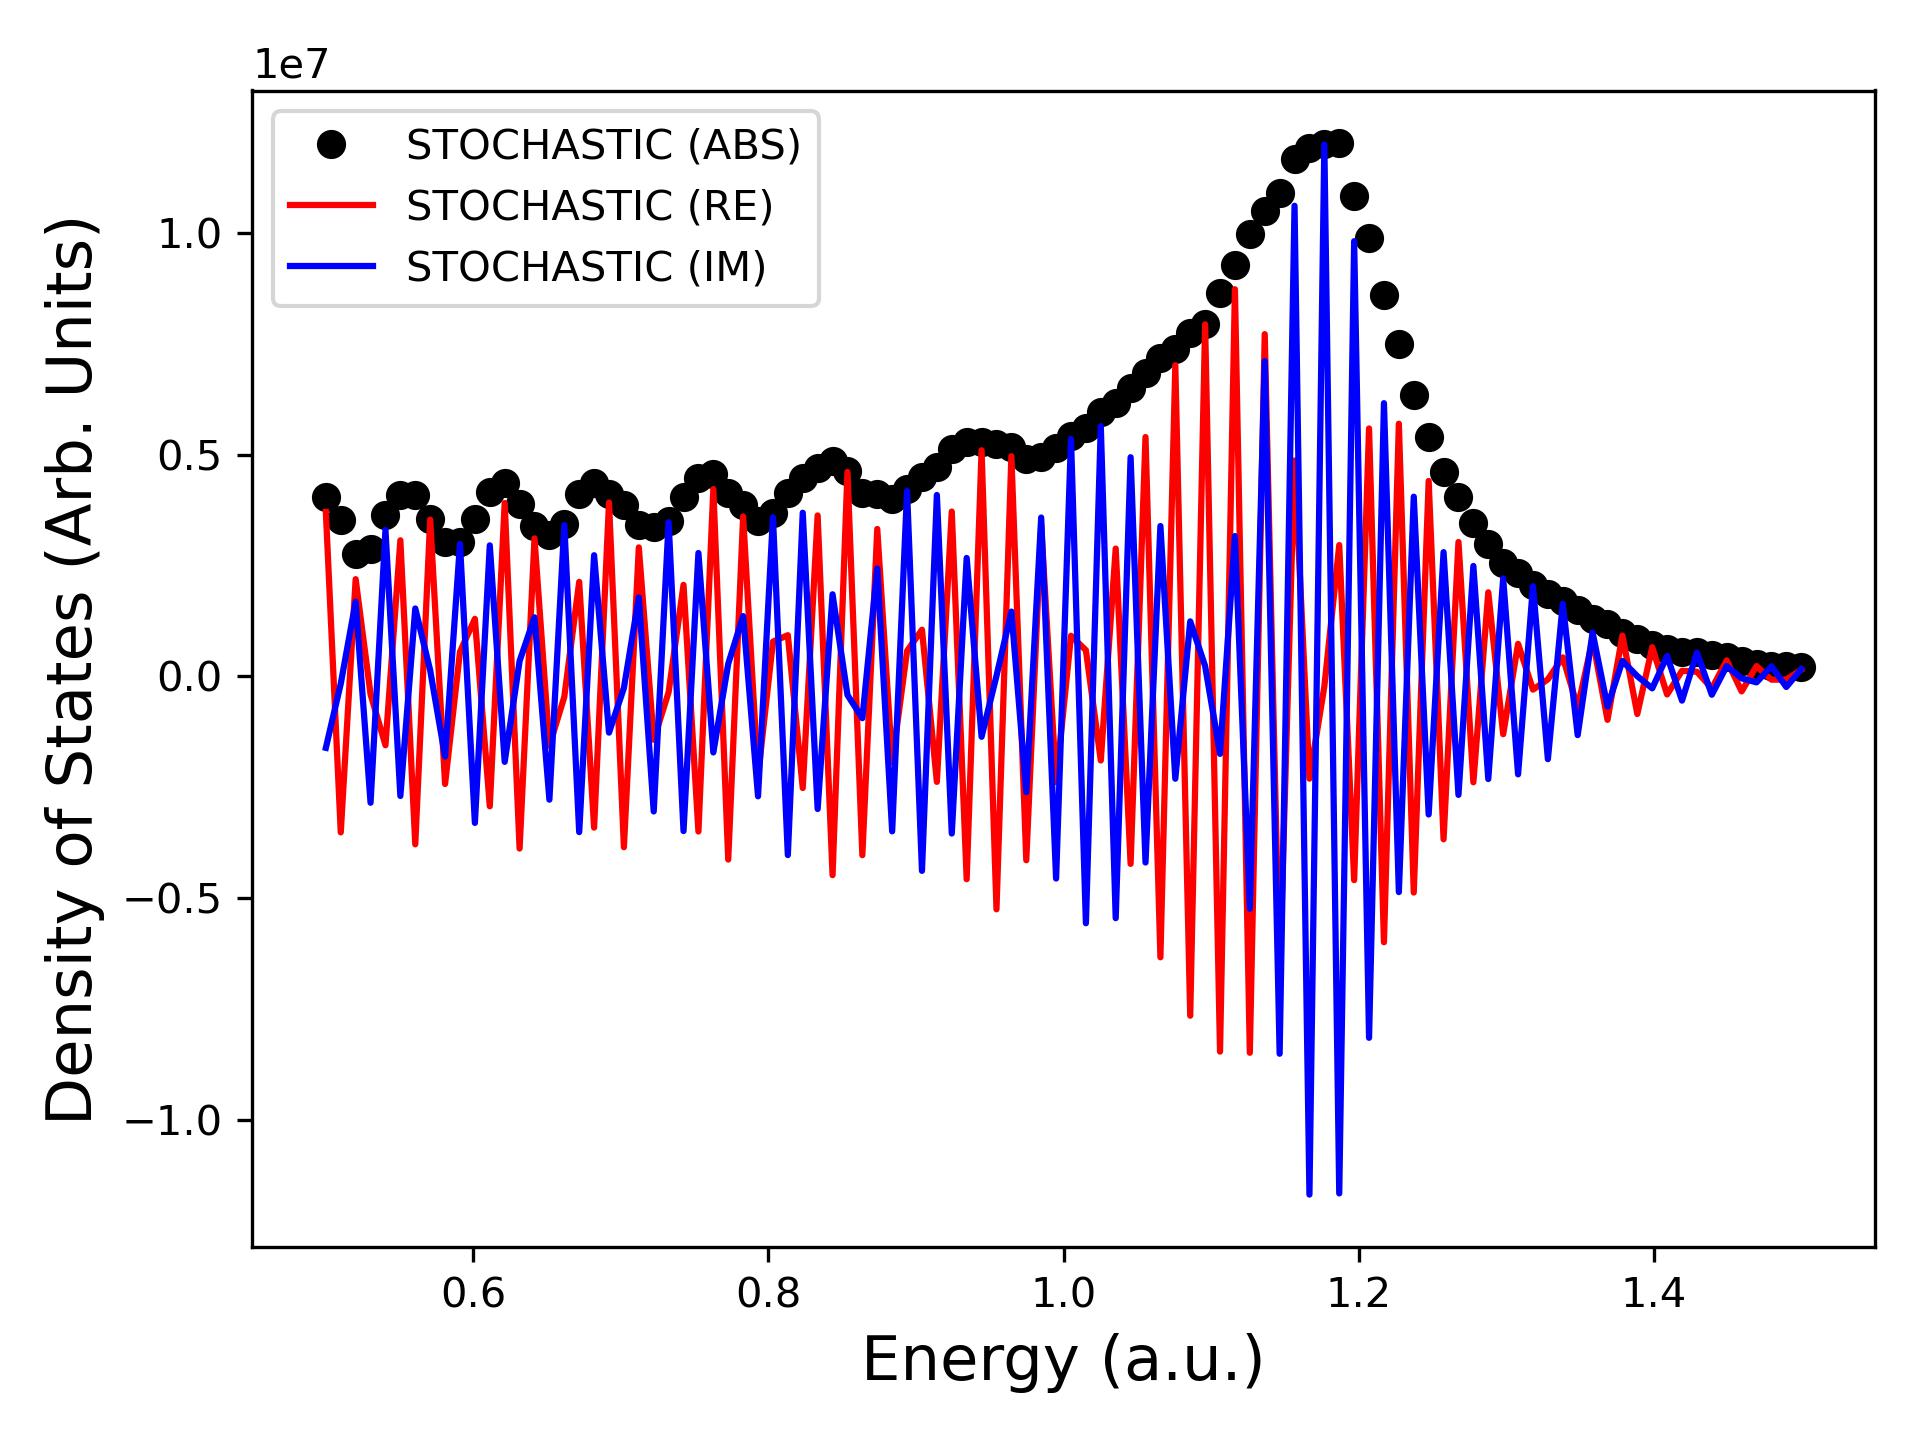 1e7
STOCHASTIC (ABS)
STOCHASTIC (RE)
STOCHASTIC (IM)
1.0
0.5
0.0
−0.5
−1.0
Density of States (Arb. Units)
0.6 0.8 1.0 1.2 1.4
Energy (a.u.)